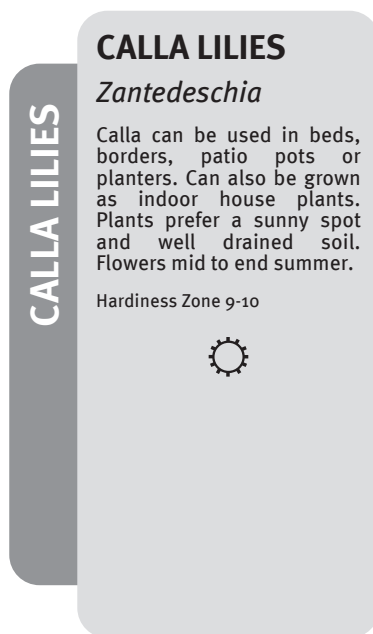 CALLA LILIES
CALLA LILIES
Zantedeschia
Calla can be used in beds,
borders, patio pots or
planters. Can also be grown
as indoor house plants.
Plants prefer a sunny spot
and well drained soil.
Flowers mid to end summer.
Hardiness Zone 9-10